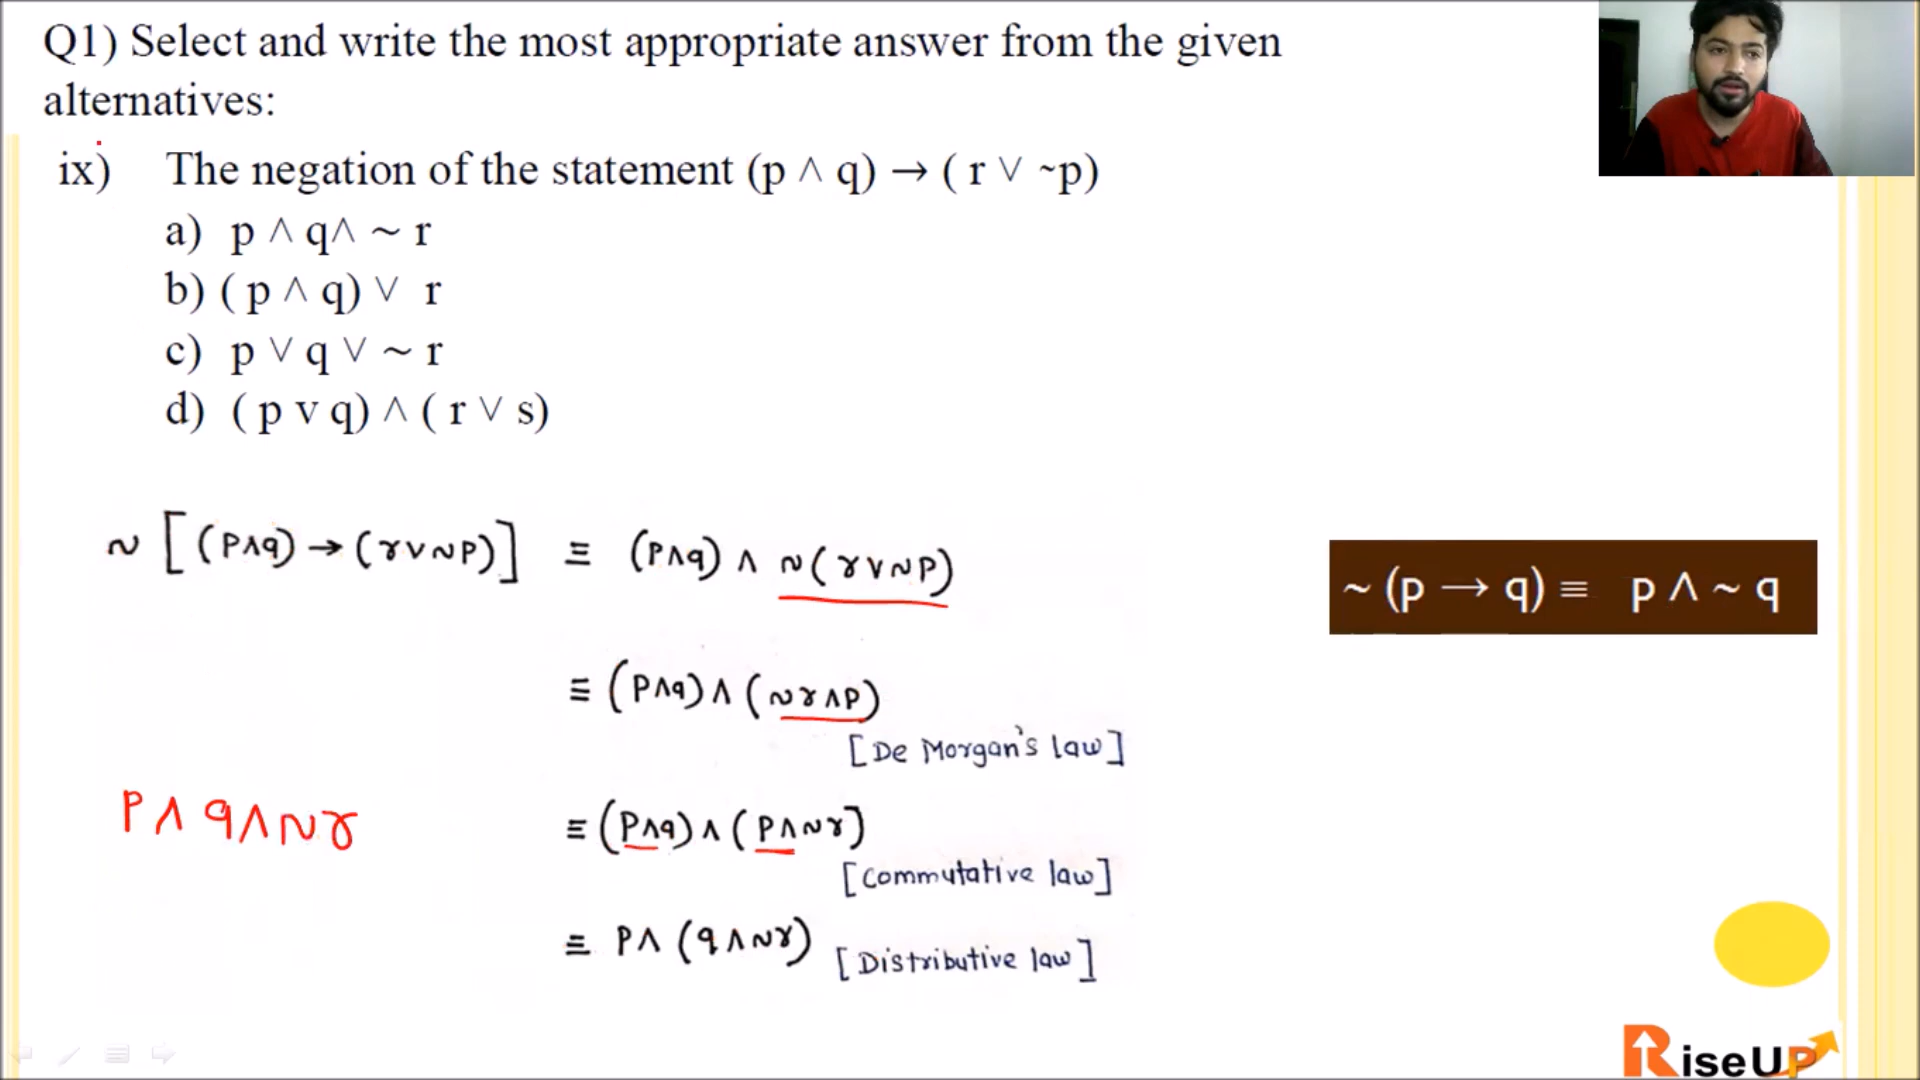 Q1) Select and write the most appropriate answer from the given
alternatives:
ix) The negation of the statement (p ∧ q) → ( r ∨ ~p)
a) p ∧ q∧ ~ r
b) ( p ∧ q) ∨ r
c) p ∨ q ∨ ~ r
d) ( p v q) ∧ ( r ∨ s)
~ [(p∧q) → (r∨~p)] ≡ (p∧q) ∧ ~(r∨~p)
~ (p → q) ≡ p ∧ ~ q
≡ (p∧q) ∧ (~r∧p)
[De Morgan's law]
p∧ q∧~r
≡ (p∧q) ∧ (p∧~r)
[Commutative law]
≡ p∧ (q∧~r) [Distributive law]
RiseUP